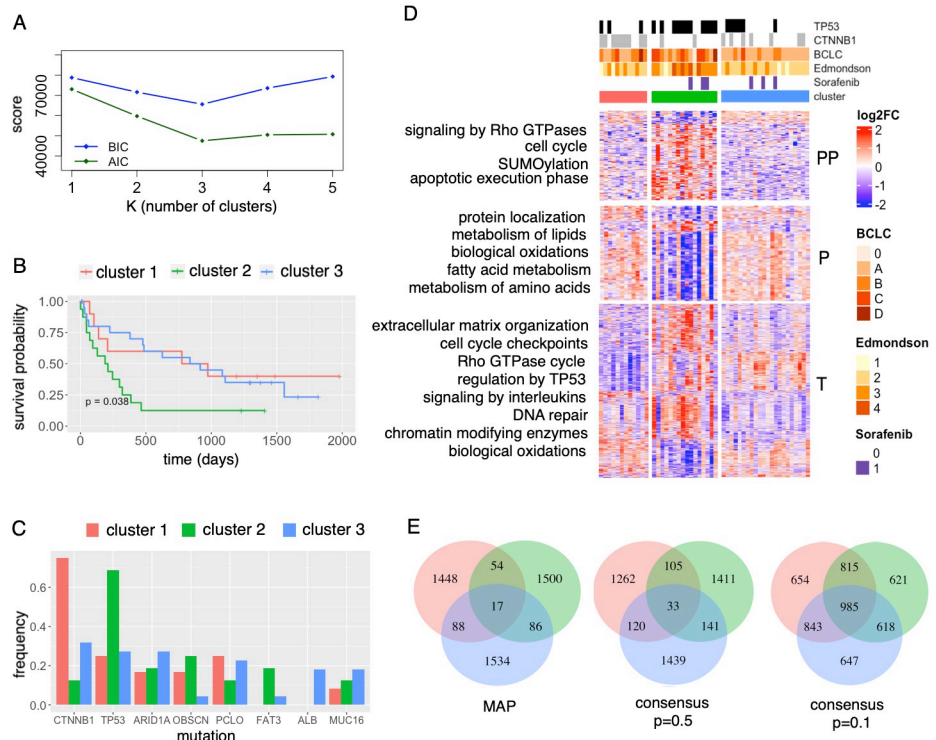 A
score
70000
40000
BIC
AIC
1 2 3 4 5
K (number of clusters)
B
cluster 1 cluster 2 cluster 3
survival probability
1.00
0.75
0.50
0.25
0.00
p = 0.038
0 500 1000 1500 2000
time (days)
C
cluster 1 cluster 2 cluster 3
frequency
0.6
0.4
0.2
0.0
CTNNB1 TP53 ARID1A OBSCN PCLO FAT3 ALB MUC16
mutation
D
TP53
CTNNB1
BCLC
Edmondson
Sorafenib
cluster
signaling by Rho GTPases
cell cycle
SUMOylation
apoptotic execution phase
PP
protein localization
metabolism of lipids
biological oxidations
fatty acid metabolism
metabolism of amino acids
P
extracellular matrix organization
cell cycle checkpoints
Rho GTPase cycle
regulation by TP53
signaling by interleukins
DNA repair
chromatin modifying enzymes
biological oxidations
T
log2FC
2
1
0
-1
-2
BCLC
0
A
B
C
D
Edmondson
1
2
3
4
Sorafenib
0
1
E
1448 54 1500
17
88 86
1534
MAP
1262 105 1411
33
120 141
1439
consensus
p=0.5
654 815 621
985
843 618
647
consensus
p=0.1